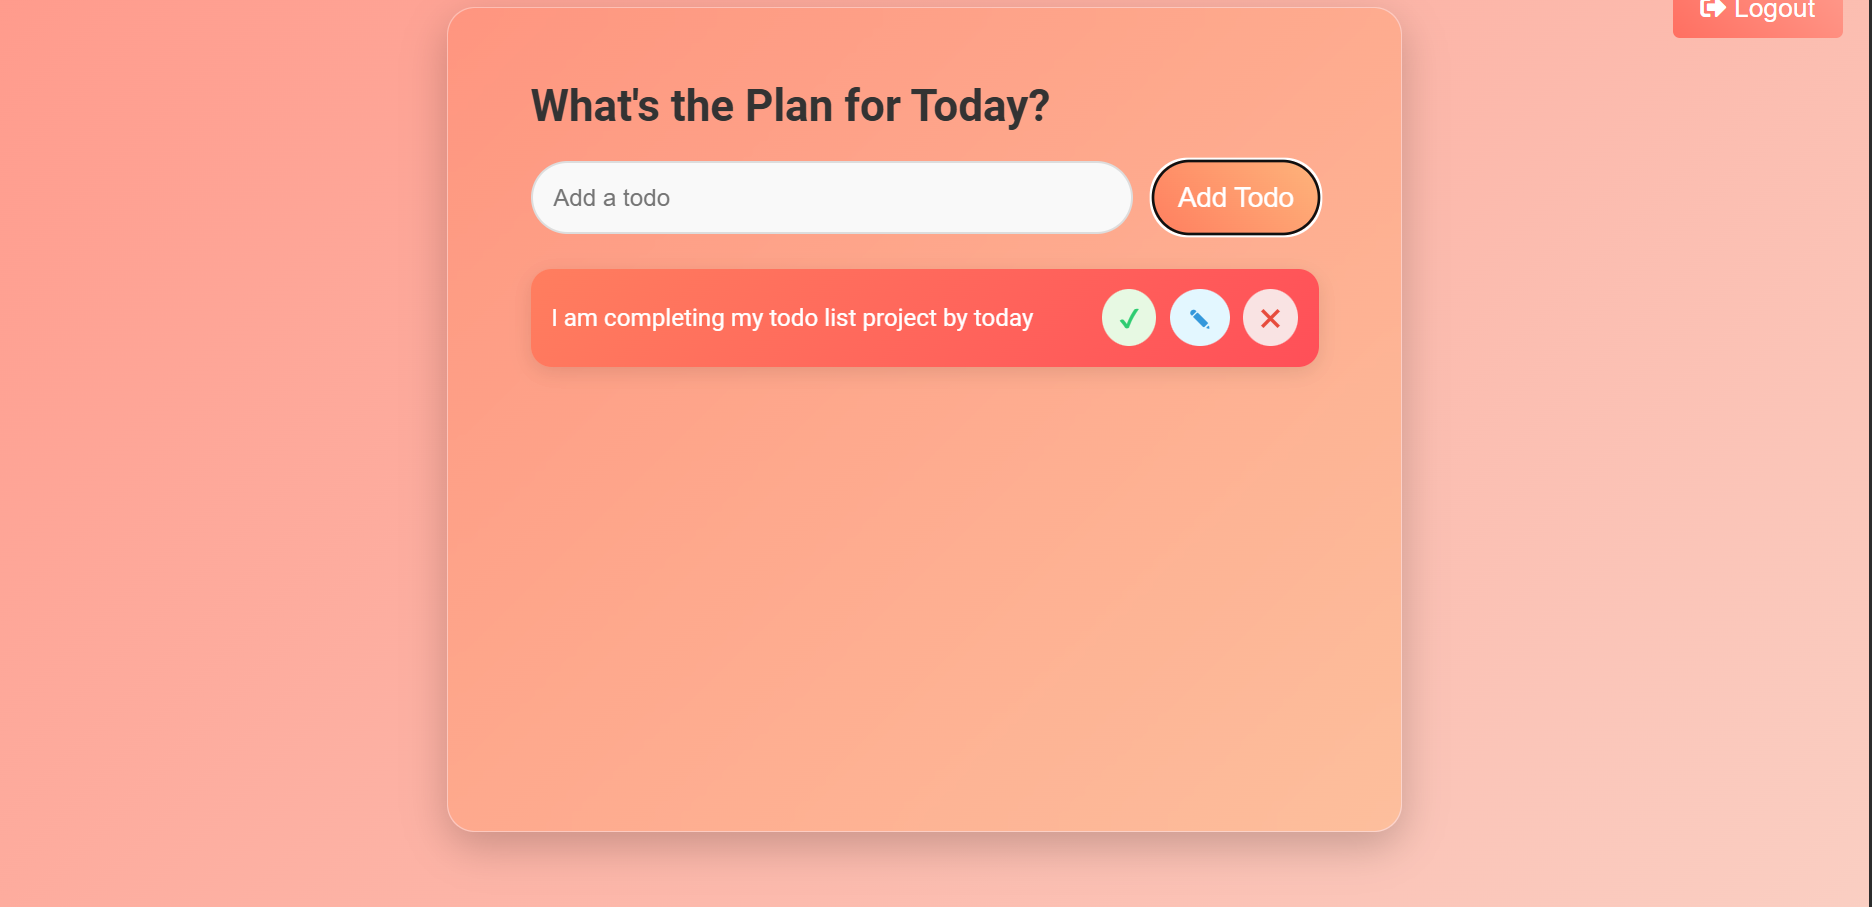 Logout
What's the Plan for Today?
Add a todo
Add Todo
I am completing my todo list project by today